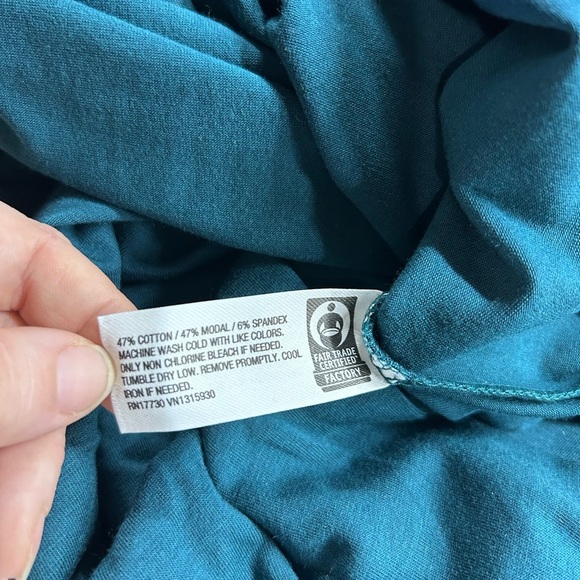 47% COTTON / 47% MODAL / 6% SPANDEX
MACHINE WASH COLD WITH LIKE COLORS.
ONLY NON CHLORINE BLEACH IF NEEDED.
TUMBLE DRY LOW. REMOVE PROMPTLY. COOL
IRON IF NEEDED.
RN17730 VN1315930
FAIR TRADE
CERTIFIED
FACTORY